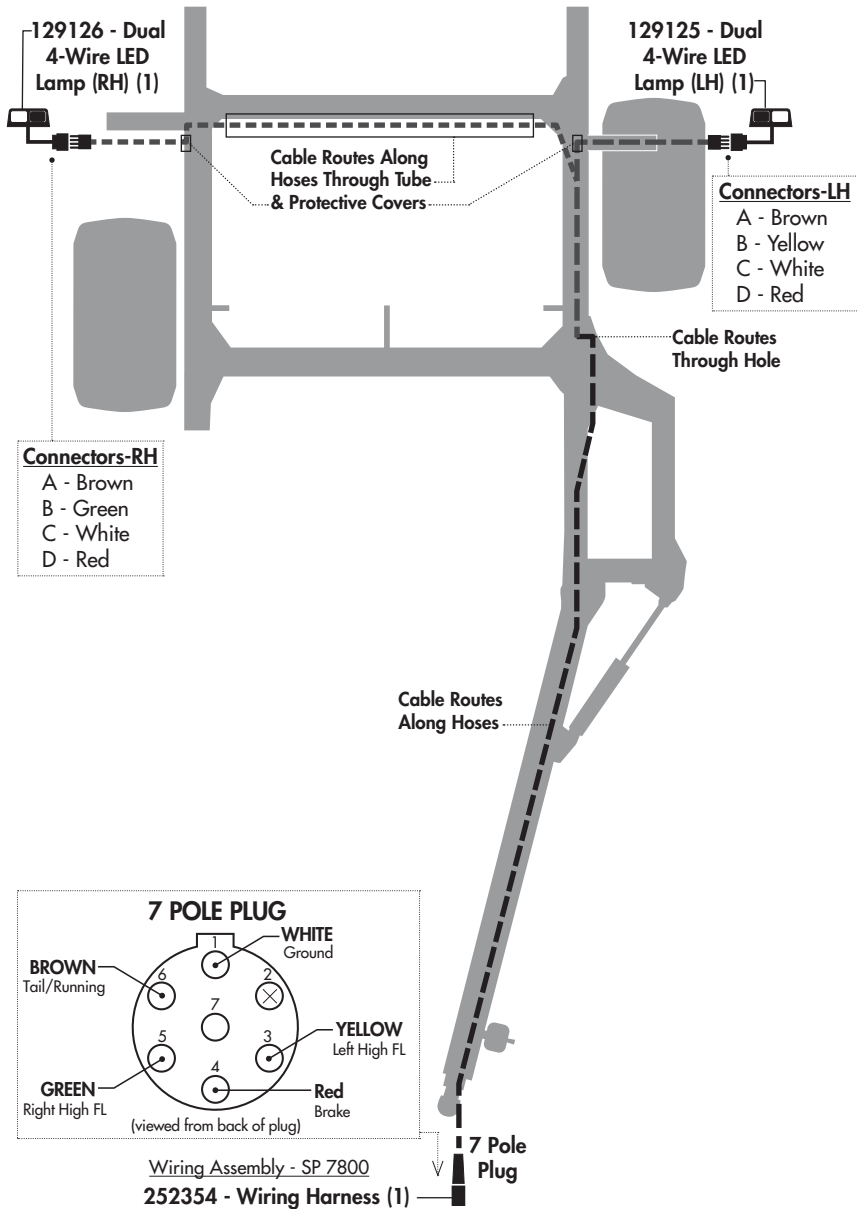 129126 - Dual
4-Wire LED
Lamp (RH) (1)
129125 - Dual
4-Wire LED
Lamp (LH) (1)
Cable Routes Along
Hoses Through Tube
& Protective Covers
Connectors-LH
A - Brown
B - Yellow
C - White
D - Red
Cable Routes
Through Hole
Connectors-RH
A - Brown
B - Green
C - White
D - Red
Cable Routes
Along Hoses
7 POLE PLUG
1
WHITE
Ground
BROWN
Tail/Running
6
2
7
5
3
YELLOW
Left High FL
GREEN
Right High FL
4
Red
Brake
(viewed from back of plug)
7 Pole
Plug
Wiring Assembly - SP 7800
252354 - Wiring Harness (1)